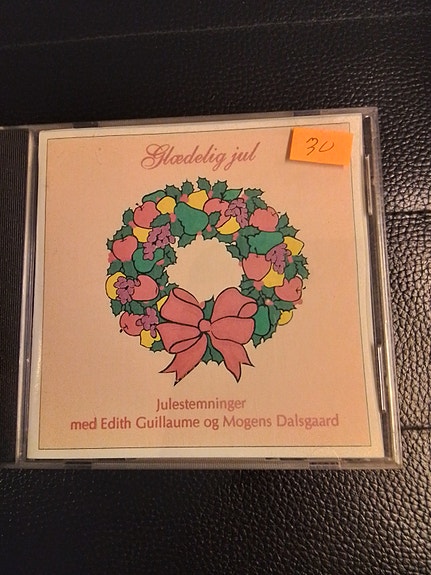 Glædelig jul
30
Julestemninger
med Edith Guillaume og Mogens Dalsgaard